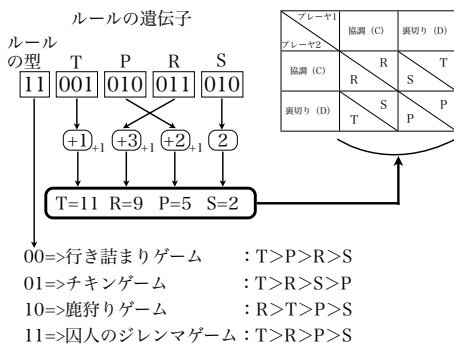 ルールの遺伝子
ルール
の型 T P R S
11 001 010 011 010
+1 +1 +3 +1 +2 +1 2
T=11 R=9 P=5 S=2
プレーヤ1
プレーヤ2
協調（C） 裏切り（D）
協調（C） R R S T
裏切り（D） T S P P
00=>行き詰まりゲーム ：T>P>R>S
01=>チキンゲーム ：T>R>S>P
10=>鹿狩りゲーム ：R>T>P>S
11=>囚人のジレンマゲーム：T>R>P>S